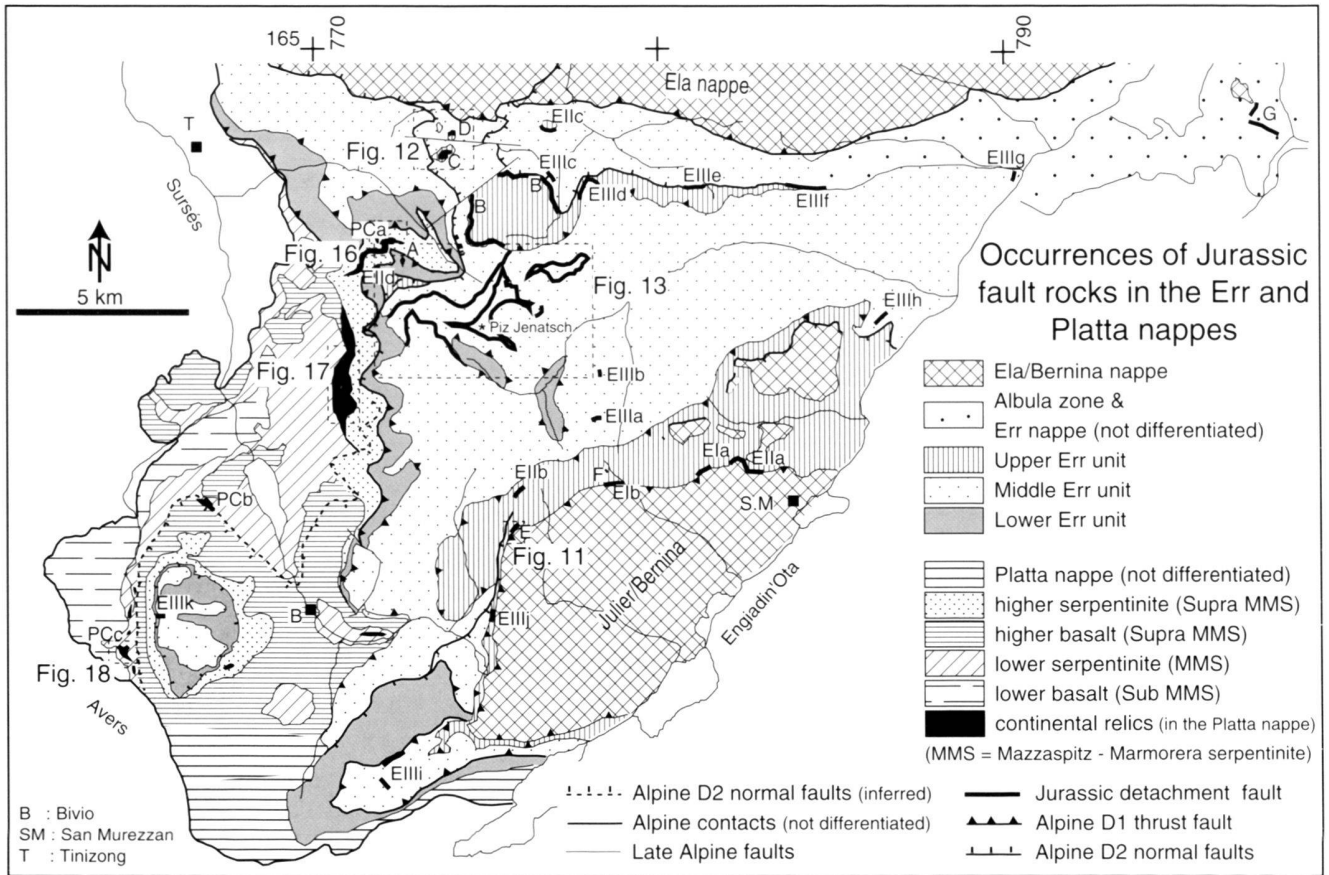 165
770
790
Ela nappe
T
Sursès
Fig. 12
D
C
EIIc
EIIIc
B
B
EIIId
EIIIe
EIIIf
EIIIg
G
PCa
A
Fig. 16
EIId
Fig. 13
Piz Jenatsch
N
5 km
Fig. 17
EIIIb
EIIIa
EIIIh
Ela
EIIa
EIIb
F
EIb
S.M
E
Fig. 11
PCb
EIIIk
B
EIIIj
Julier Bernina
Engiadin'Ota
PCc
Fig. 18
Avers
EIIIi
Occurrences of Jurassic
fault rocks in the Err and
Platta nappes
Ela/Bernina nappe
Albula zone &
Err nappe (not differentiated)
Upper Err unit
Middle Err unit
Lower Err unit
Platta nappe (not differentiated)
higher serpentinite (Supra MMS)
higher basalt (Supra MMS)
lower serpentinite (MMS)
lower basalt (Sub MMS)
continental relics (in the Platta nappe)
(MMS = Mazzaspitz - Marmorera serpentinite)
Alpine D2 normal faults (inferred)
Alpine contacts (not differentiated)
Late Alpine faults
Jurassic detachment fault
Alpine D1 thrust fault
Alpine D2 normal faults
B : Bivio
SM : San Murezzan
T : Tinizong